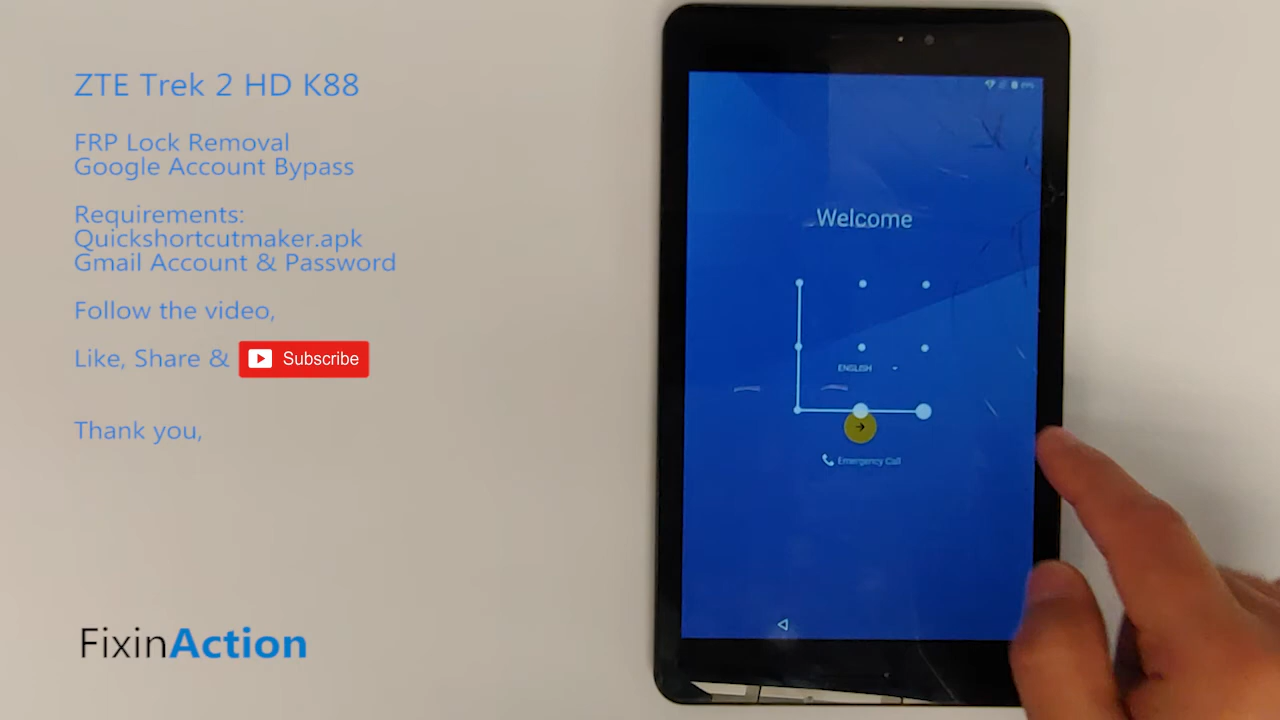 ZTE Trek 2 HD K88
FRP Lock Removal
Google Account Bypass
Requirements:
Quickshortcutmaker.apk
Gmail Account & Password
Follow the video,
Like, Share & Subscribe
Thank you,
FixinAction
Welcome
ENGLISH
Emergency Call